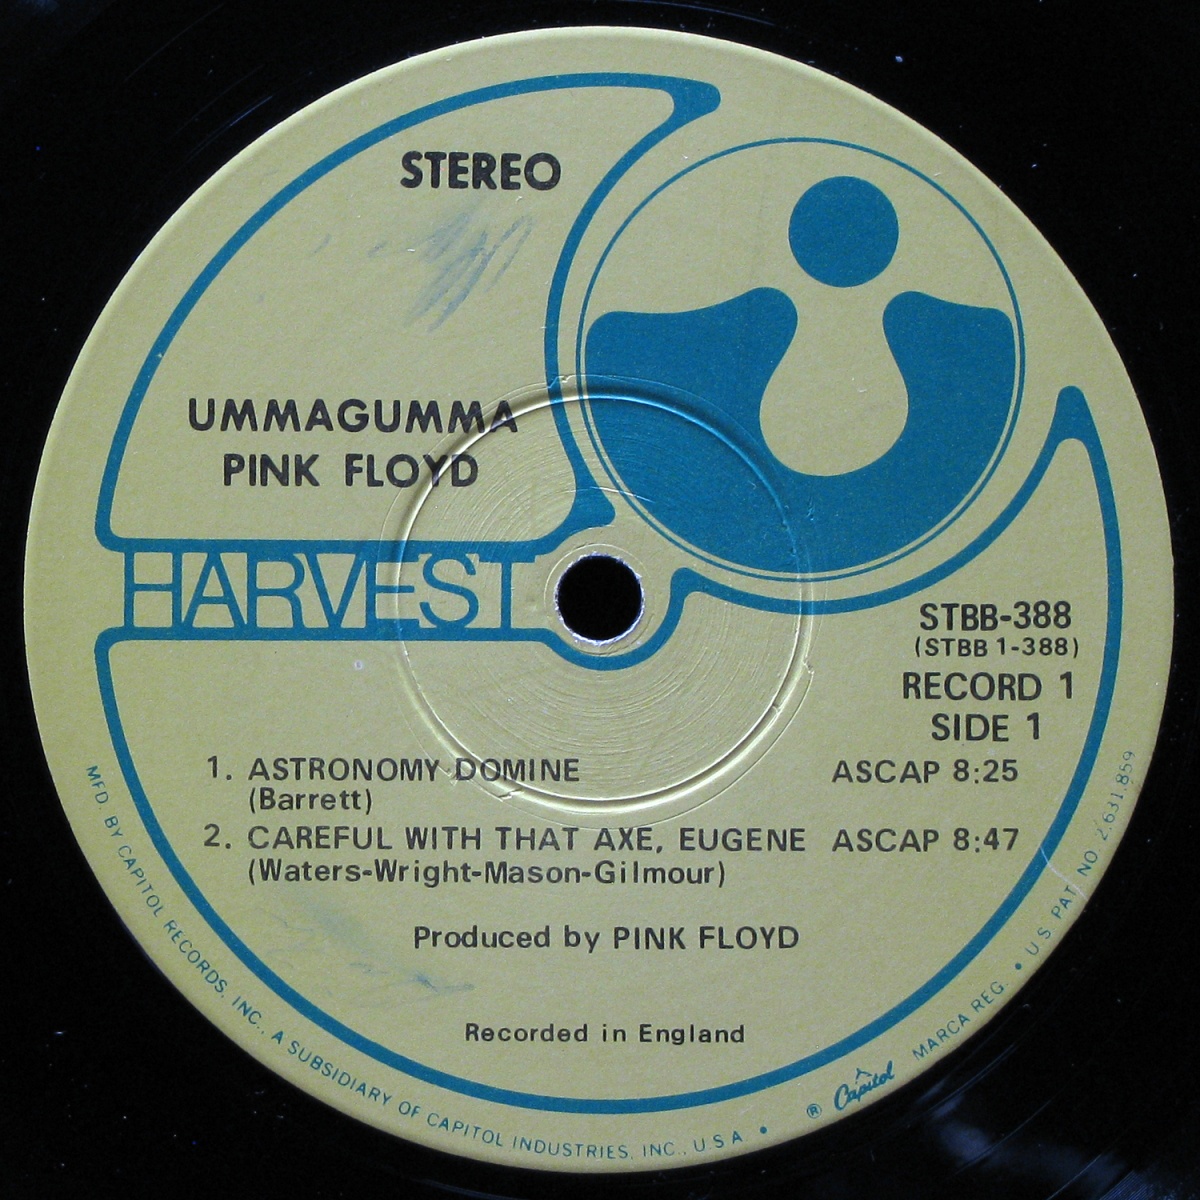 STEREO
UMMAGUMMA
PINK FLOYD
HARVEST
STBB-388
(STBB 1-388)
RECORD 1
SIDE 1
1. ASTRONOMY DOMINE ASCAP 8:25
(Barrett)
2. CAREFUL WITH THAT AXE, EUGENE ASCAP 8:47
(Waters-Wright-Mason-Gilmour)
Produced by PINK FLOYD
Recorded in England
MFD. BY CAPITOL RECORDS, INC., A SUBSIDIARY OF CAPITOL INDUSTRIES, INC., U.S.A. • ® Capitol MARCA REG. • U.S. PAT. NO. 2,631,859